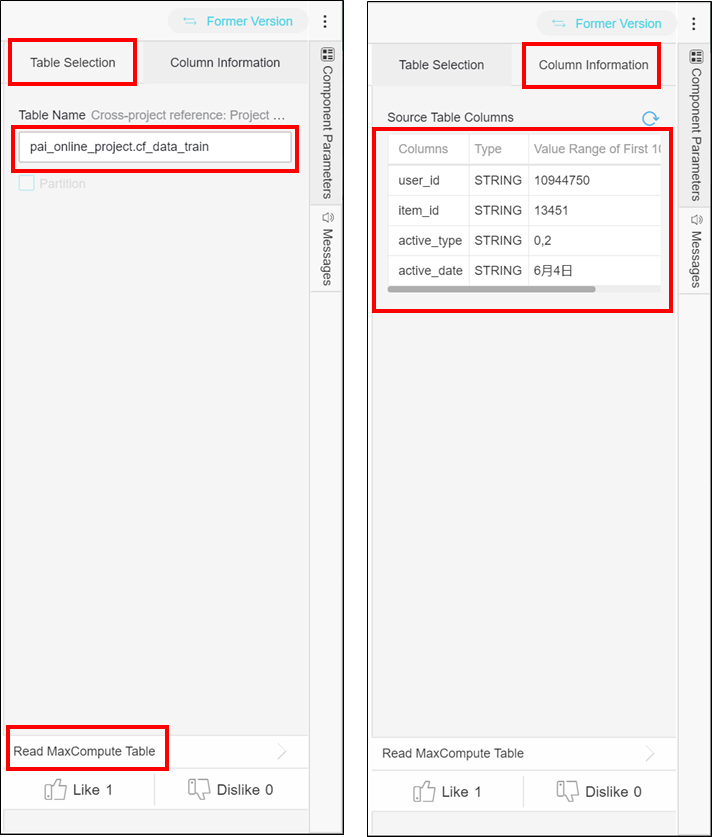 Former Version
Table Selection
Column Information
Table Name Cross-project reference: Project ...
pai_online_project.cf_data_train
Partition
Component Parameters
Messages
Read MaxCompute Table
Like 1
Dislike 0
Former Version
Table Selection
Column Information
Source Table Columns
Columns Type Value Range of First 10
user_id STRING 10944750
item_id STRING 13451
active_type STRING 0,2
active_date STRING 6月4日
Component Parameters
Messages
Read MaxCompute Table
Like 1
Dislike 0